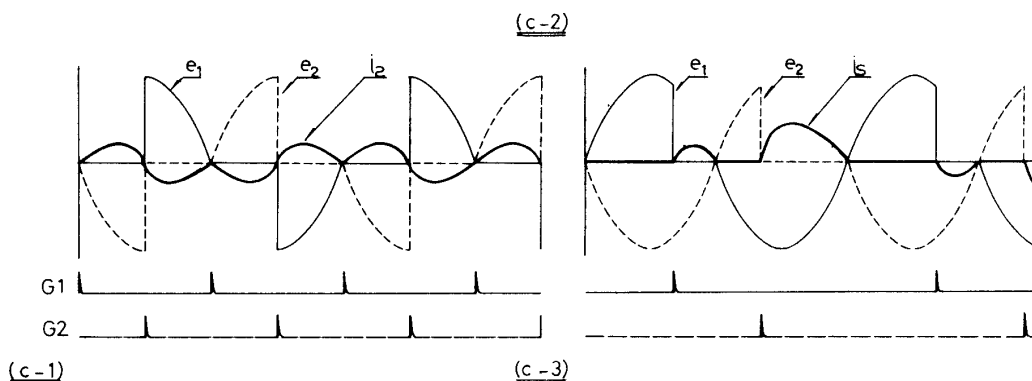 (c-2)
e₁ e₂ i₂ e₁ e₂ is
G1
G2
(c-1) (c-3)